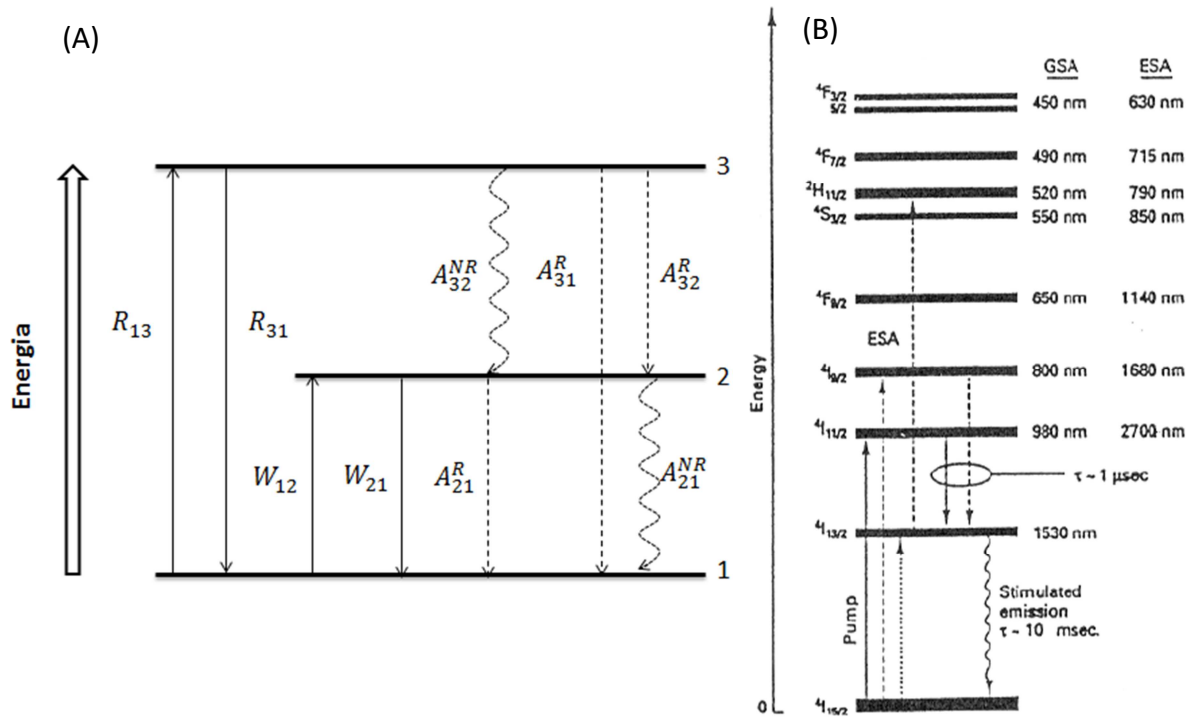 (A)
Energia
3
2
1
R₁₃
R₃₁
A₃₂ᴺᴿ
A₃₁ᴿ
A₃₂ᴿ
W₁₂
W₂₁
A₂₁ᴿ
A₂₁ᴺᴿ
(B)
Energy
0
GSA ESA
⁴F₃/₂
5/2 450 nm 630 nm
⁴F₇/₂ 490 nm 715 nm
²H₁₁/₂ 520 nm 790 nm
⁴S₃/₂ 550 nm 850 nm
⁴F₉/₂ 650 nm 1140 nm
ESA
⁴I₉/₂ 800 nm 1680 nm
⁴I₁₁/₂ 980 nm 2700 nm
τ ~ 1 μsec
⁴I₁₃/₂ 1530 nm
Pump
Stimulated
emission
τ ~ 10 msec.
⁴I₁₅/₂